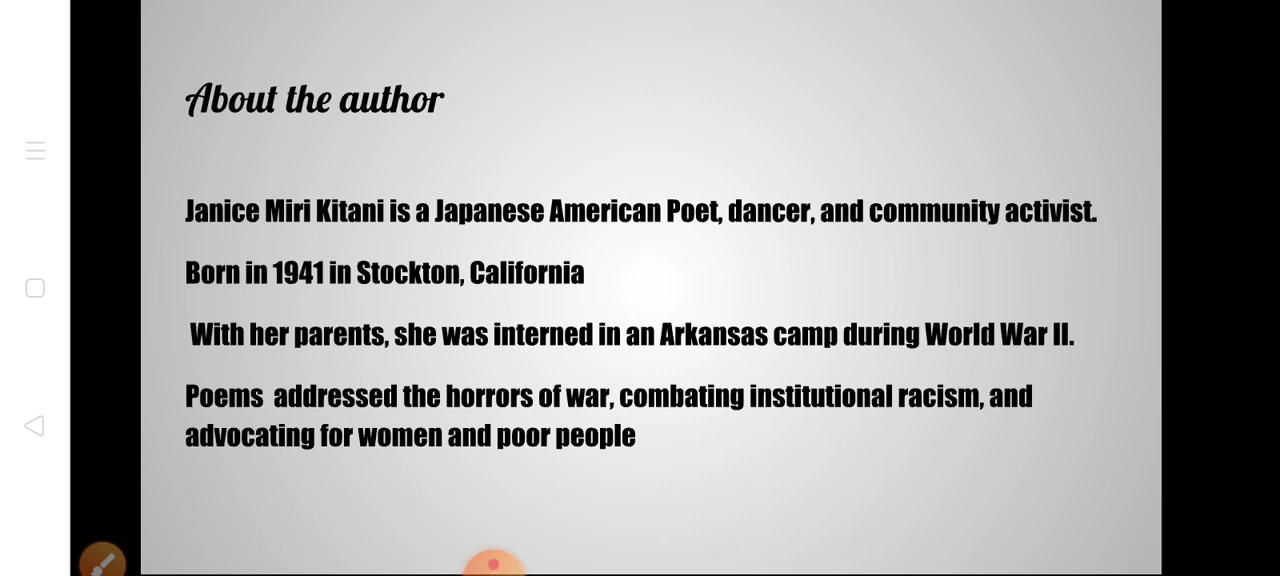 About the author
Janice Miri Kitani is a Japanese American Poet, dancer, and community activist.
Born in 1941 in Stockton, California
With her parents, she was interned in an Arkansas camp during World War II.
Poems  addressed the horrors of war, combating institutional racism, and
advocating for women and poor people